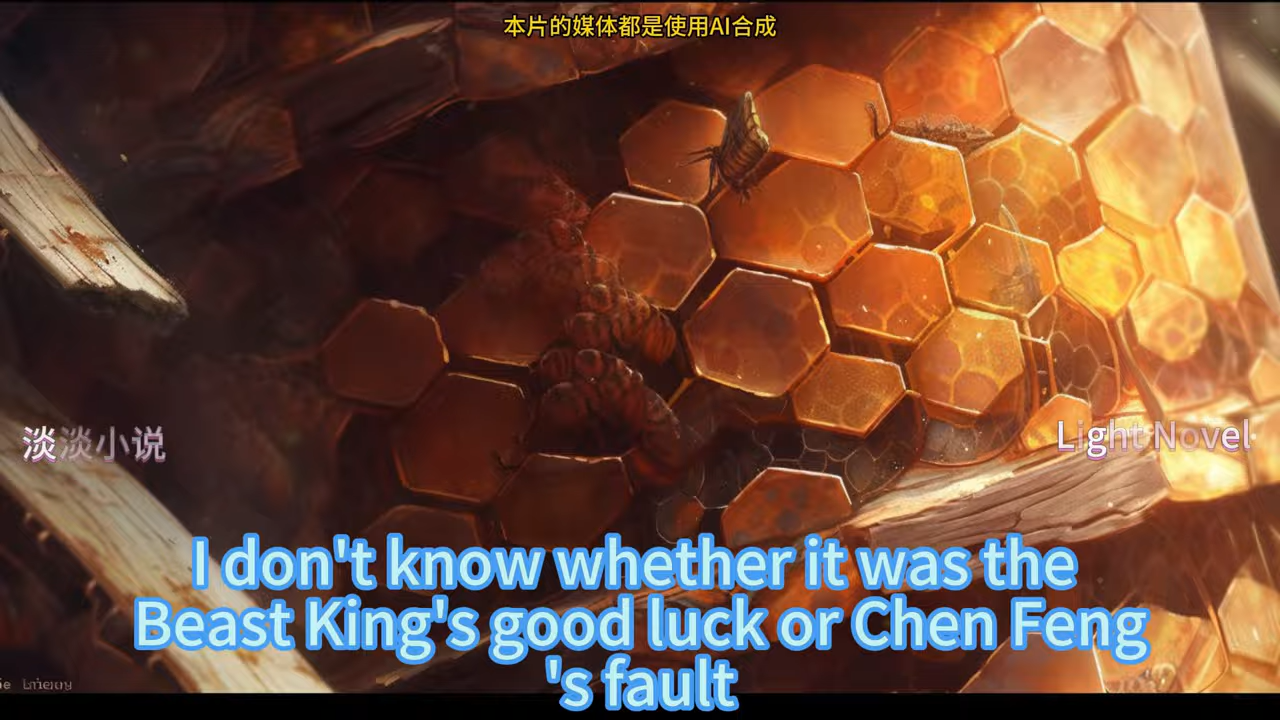 本片的媒体都是使用AI合成
淡淡小说
Light Novel
I don't know whether it was the
Beast King's good luck or Chen Feng
's fault